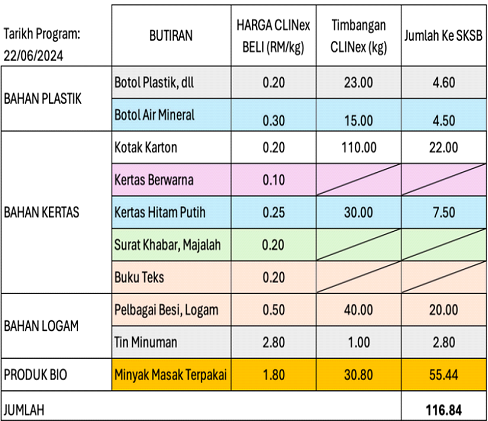 Tarikh Program:
22/06/2024
BUTIRAN
HARGA CLINex
BELI (RM/kg)
Timbangan
CLINex (kg)
Jumlah Ke SKSB
BAHAN PLASTIK
Botol Plastik, dll 0.20 23.00 4.60
Botol Air Mineral 0.30 15.00 4.50
BAHAN KERTAS
Kotak Karton 0.20 110.00 22.00
Kertas Berwarna 0.10
Kertas Hitam Putih 0.25 30.00 7.50
Surat Khabar, Majalah 0.20
Buku Teks 0.20
BAHAN LOGAM
Pelbagai Besi, Logam 0.50 40.00 20.00
Tin Minuman 2.80 1.00 2.80
PRODUK BIO Minyak Masak Terpakai 1.80 30.80 55.44
JUMLAH 116.84